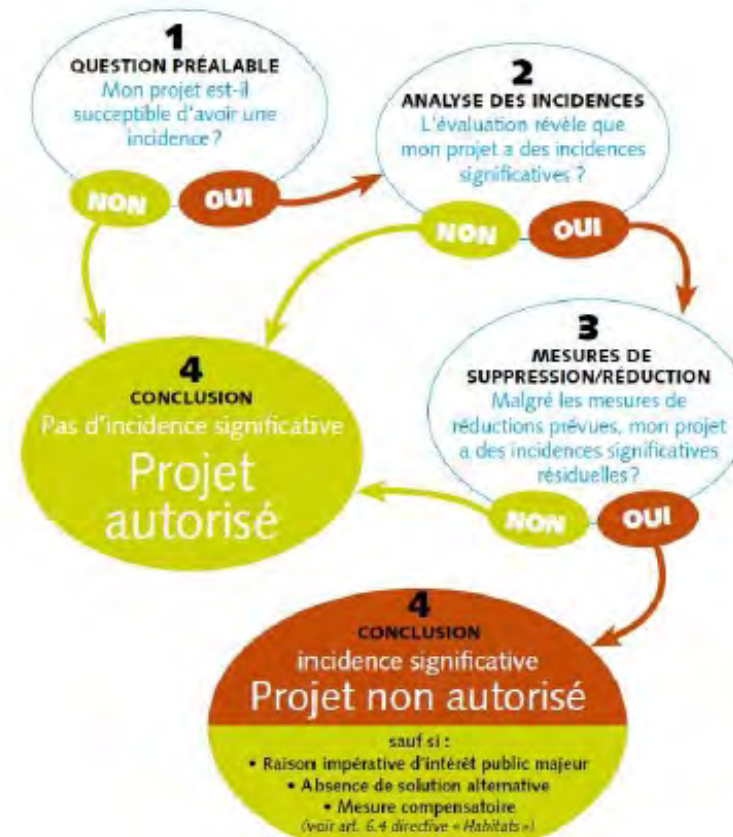 1
QUESTION PRÉALABLE
Mon projet est-il
susceptible d'avoir une
incidence ?
NON
OUI
2
ANALYSE DES INCIDENCES
L'évaluation révèle que
mon projet a des incidences
significatives ?
NON
OUI
3
MESURES DE
SUPPRESSION/RÉDUCTION
Malgré les mesures de
réductions prévues, mon projet
a des incidences significatives
résiduelles ?
NON
OUI
4
CONCLUSION
Pas d'incidence significative
Projet
autorisé
4
CONCLUSION
incidence significative
Projet non autorisé
sauf si :
• Raison impérative d'intérêt public majeur
• Absence de solution alternative
• Mesure compensatoire
(voir art. 6.4 directive « Habitats »)